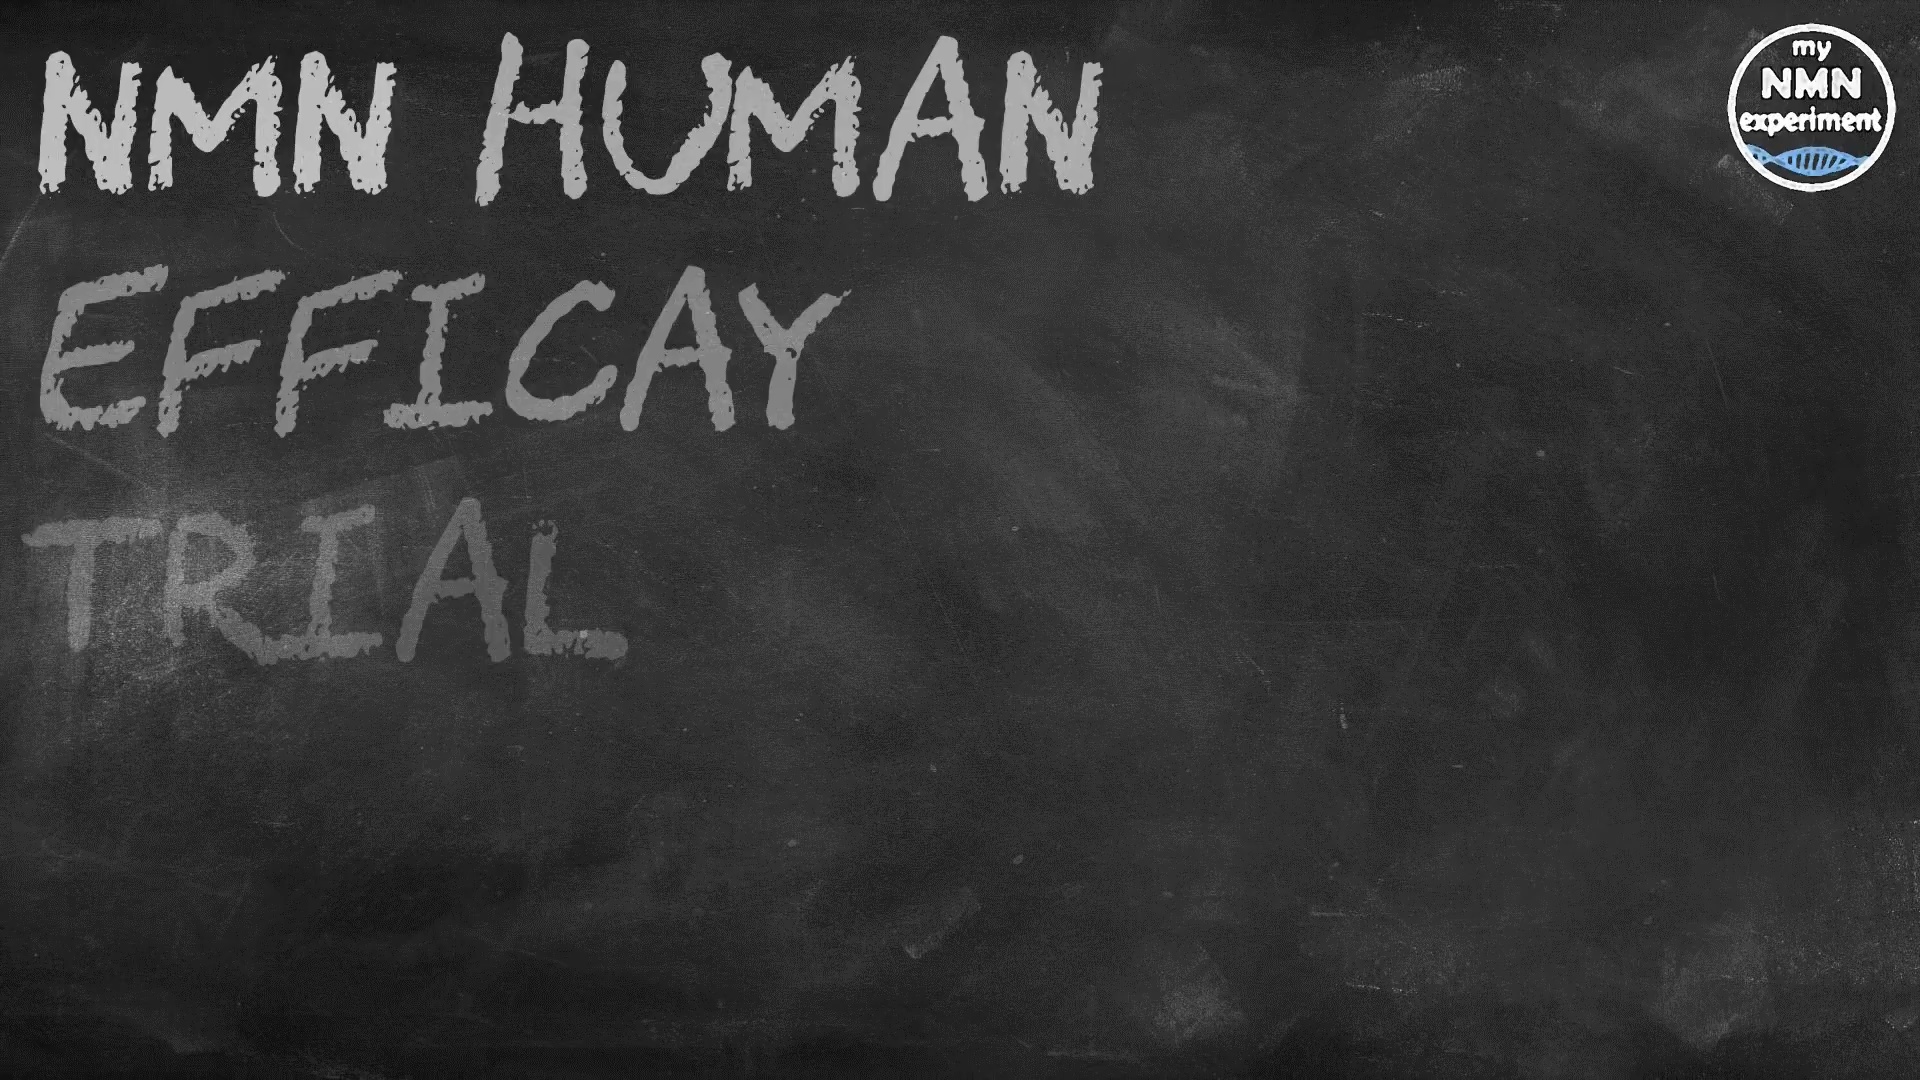 NMN HUMAN
EFFICAY
TRIAL
my
NMN
experiment